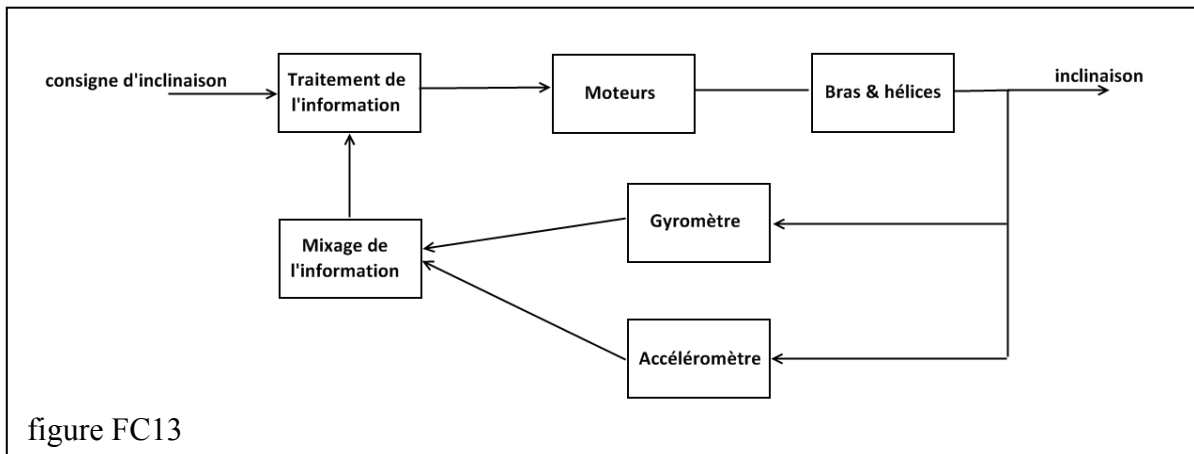 consigne d'inclinaison
Traitement de
l'information
Moteurs
Bras & hélices
inclinaison
Gyromètre
Mixage de
l'information
Accéléromètre
figure FC13